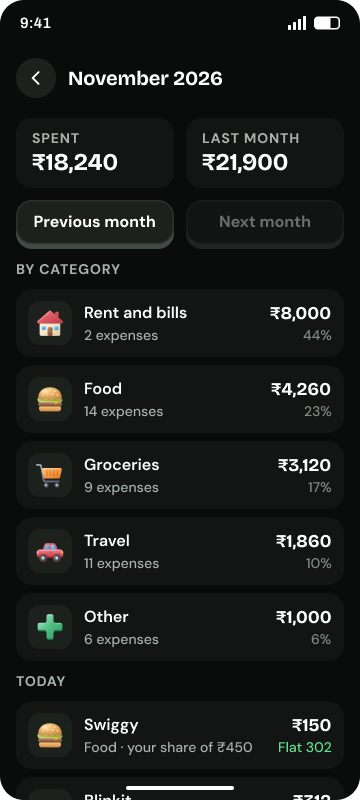 9:41
November 2026
SPENT
₹18,240
LAST MONTH
₹21,900
Previous month
Next month
BY CATEGORY
Rent and bills
₹8,000
2 expenses
44%
Food
₹4,260
14 expenses
23%
Groceries
₹3,120
9 expenses
17%
Travel
₹1,860
11 expenses
10%
Other
₹1,000
6 expenses
6%
TODAY
Swiggy
₹150
Food · your share of ₹450
Flat 302
Blinkit
₹312